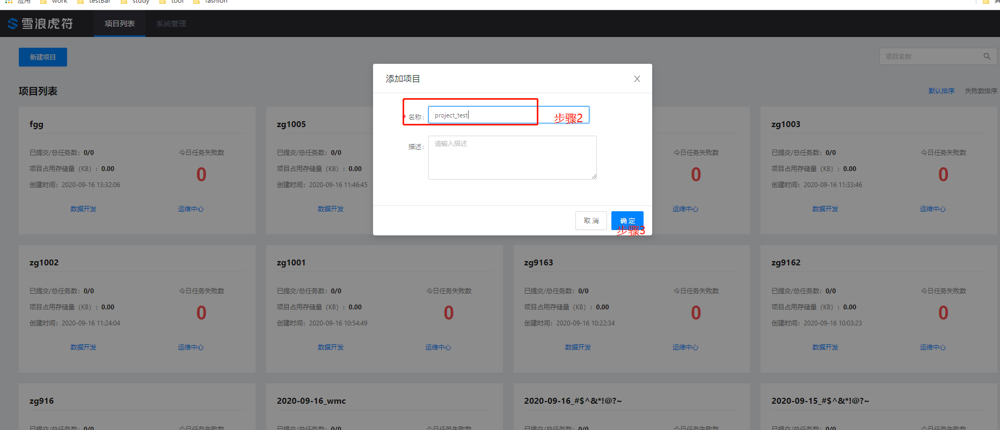 应用 work testBar study tool fashion
雪浪虎符 项目列表 系统管理
新建项目
项目名称
添加项目
项目列表
默认排序 失败数排序
* 名称: project_test
步骤2
描述: 请输入描述
取 消 确 定
步骤3
fgg
已提交/总任务数: 0/0
今日任务失败数
项目占用存储量（KB）: 0.00
0
创建时间: 2020-09-16 13:32:06
数据开发 运维中心
zg1005
已提交/总任务数: 0/0
项目占用存储量（KB）: 0.00
创建时间: 2020-09-16 11:46:45
数据开发
今日任务失败数
0
运维中心
zg1003
已提交/总任务数: 0/0
今日任务失败数
项目占用存储量（KB）: 0.00
0
创建时间: 2020-09-16 11:33:46
数据开发 运维中心
zg1002
已提交/总任务数: 0/0
今日任务失败数
项目占用存储量（KB）: 0.00
0
创建时间: 2020-09-16 11:24:04
数据开发 运维中心
zg1001
已提交/总任务数: 0/0
今日任务失败数
项目占用存储量（KB）: 0.00
0
创建时间: 2020-09-16 10:54:49
数据开发 运维中心
zg9163
已提交/总任务数: 0/0
今日任务失败数
项目占用存储量（KB）: 0.00
0
创建时间: 2020-09-16 10:22:34
数据开发 运维中心
zg9162
已提交/总任务数: 0/0
今日任务失败数
项目占用存储量（KB）: 0.00
0
创建时间: 2020-09-16 10:03:23
数据开发 运维中心
zg916
已提交/总任务数: 0/0
今日任务失败数
2020-09-16_wmc
已提交/总任务数: 0/0
今日任务失败数
2020-09-16_#$^&*!@?~
已提交/总任务数: 0/0
今日任务失败数
2020-09-15_#$^&*!@?~
已提交/总任务数: 0/0
今日任务失败数